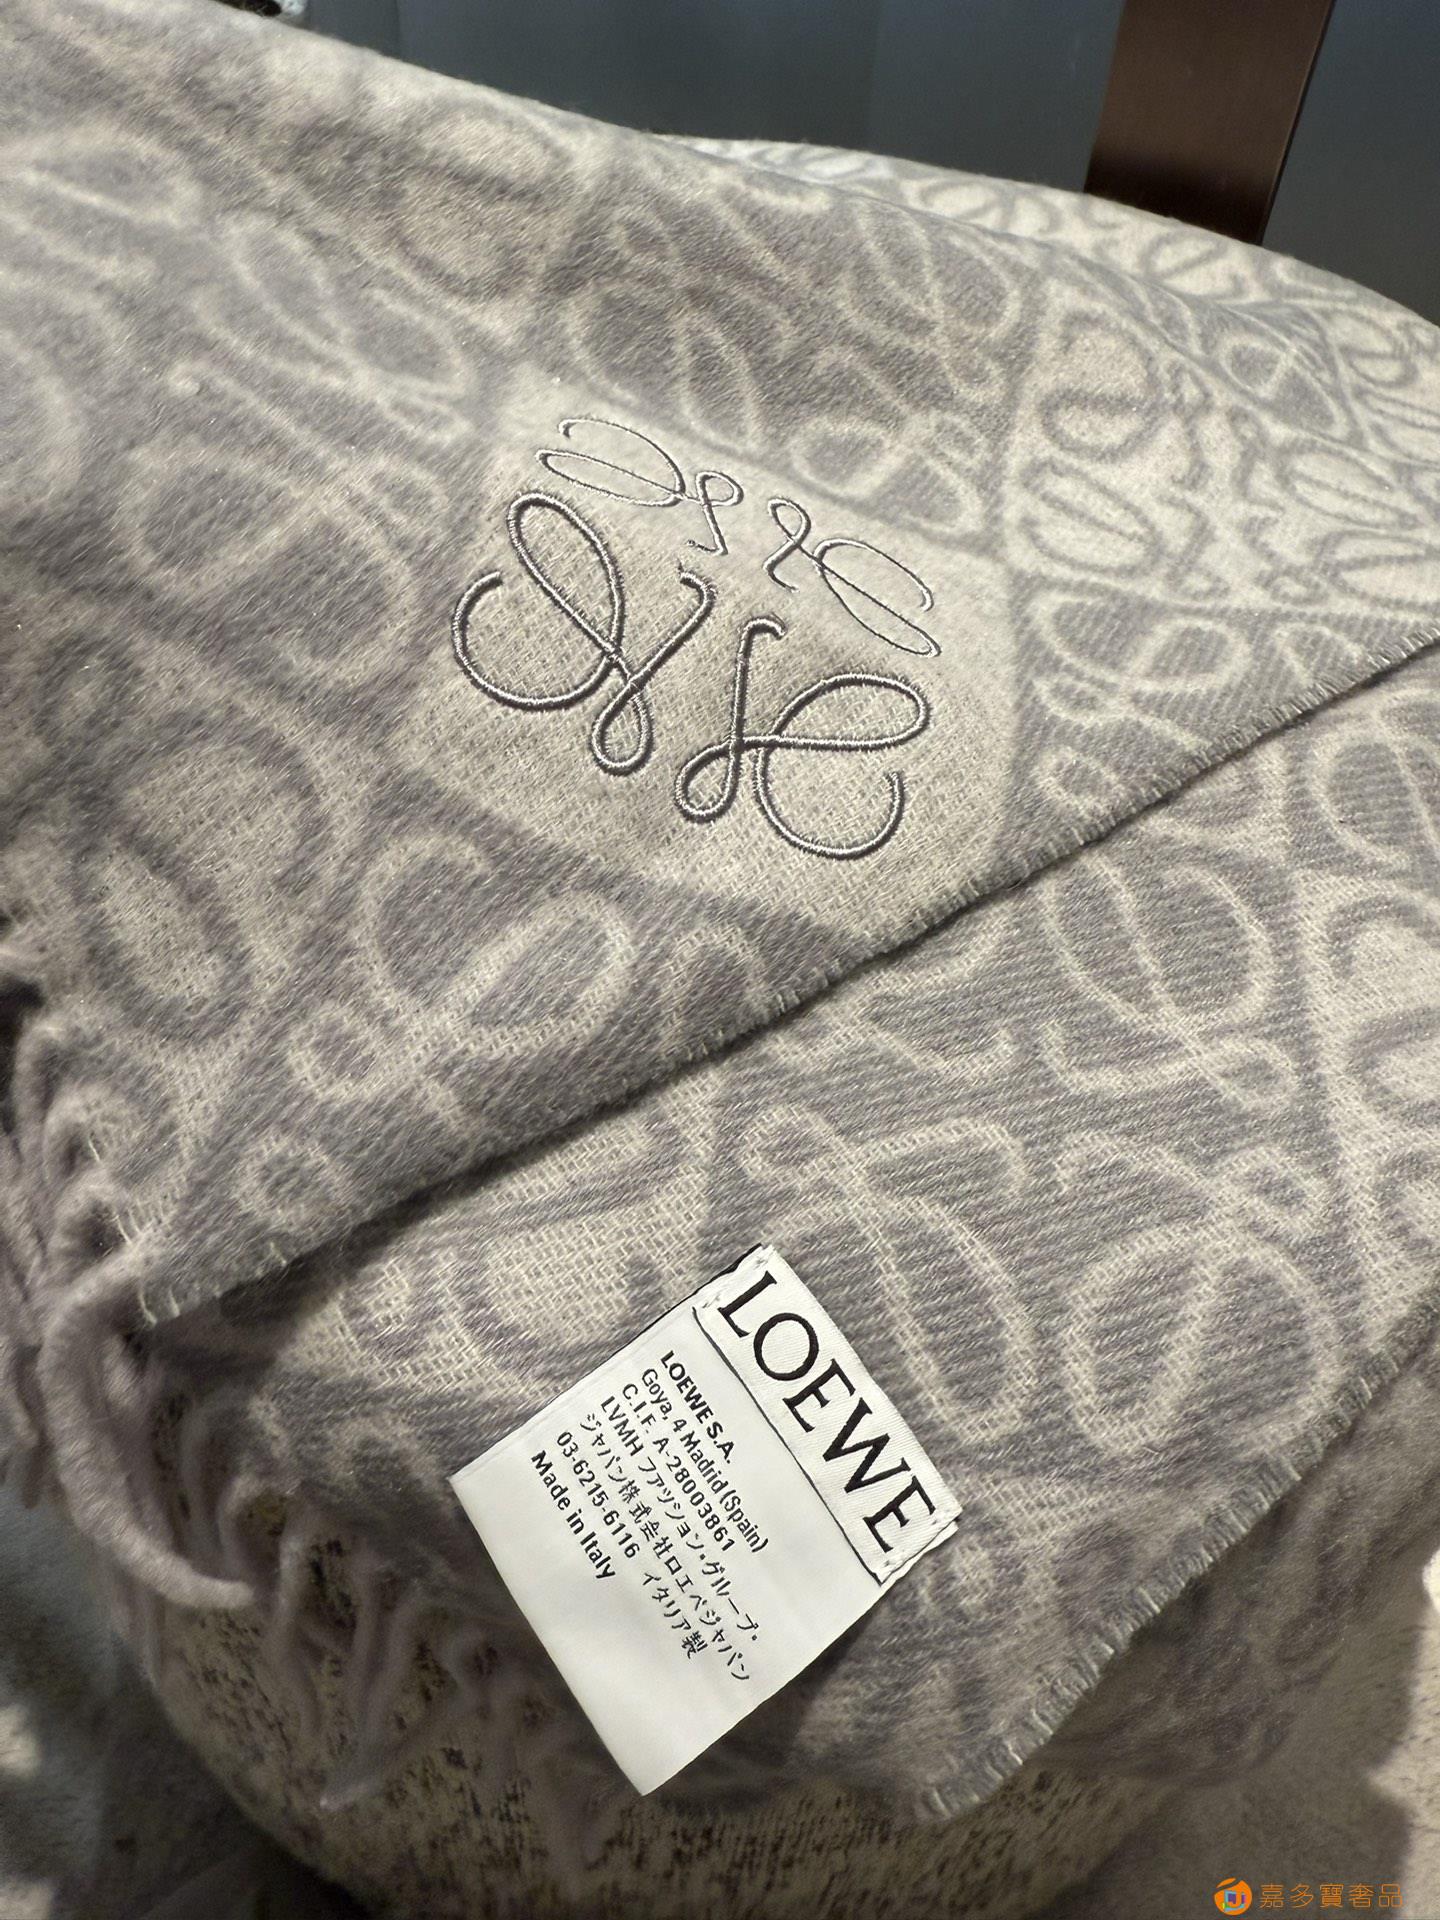 LOEWE
LOEWE S.A.
Goya, 4 Madrid (Spain)
C.I.F. A-28003861
LVMH ファッション・グループ・
ジャパン株式会社ロエベジャパン
03-6215-6116 イタリア製
Made in Italy
嘉多寶奢品